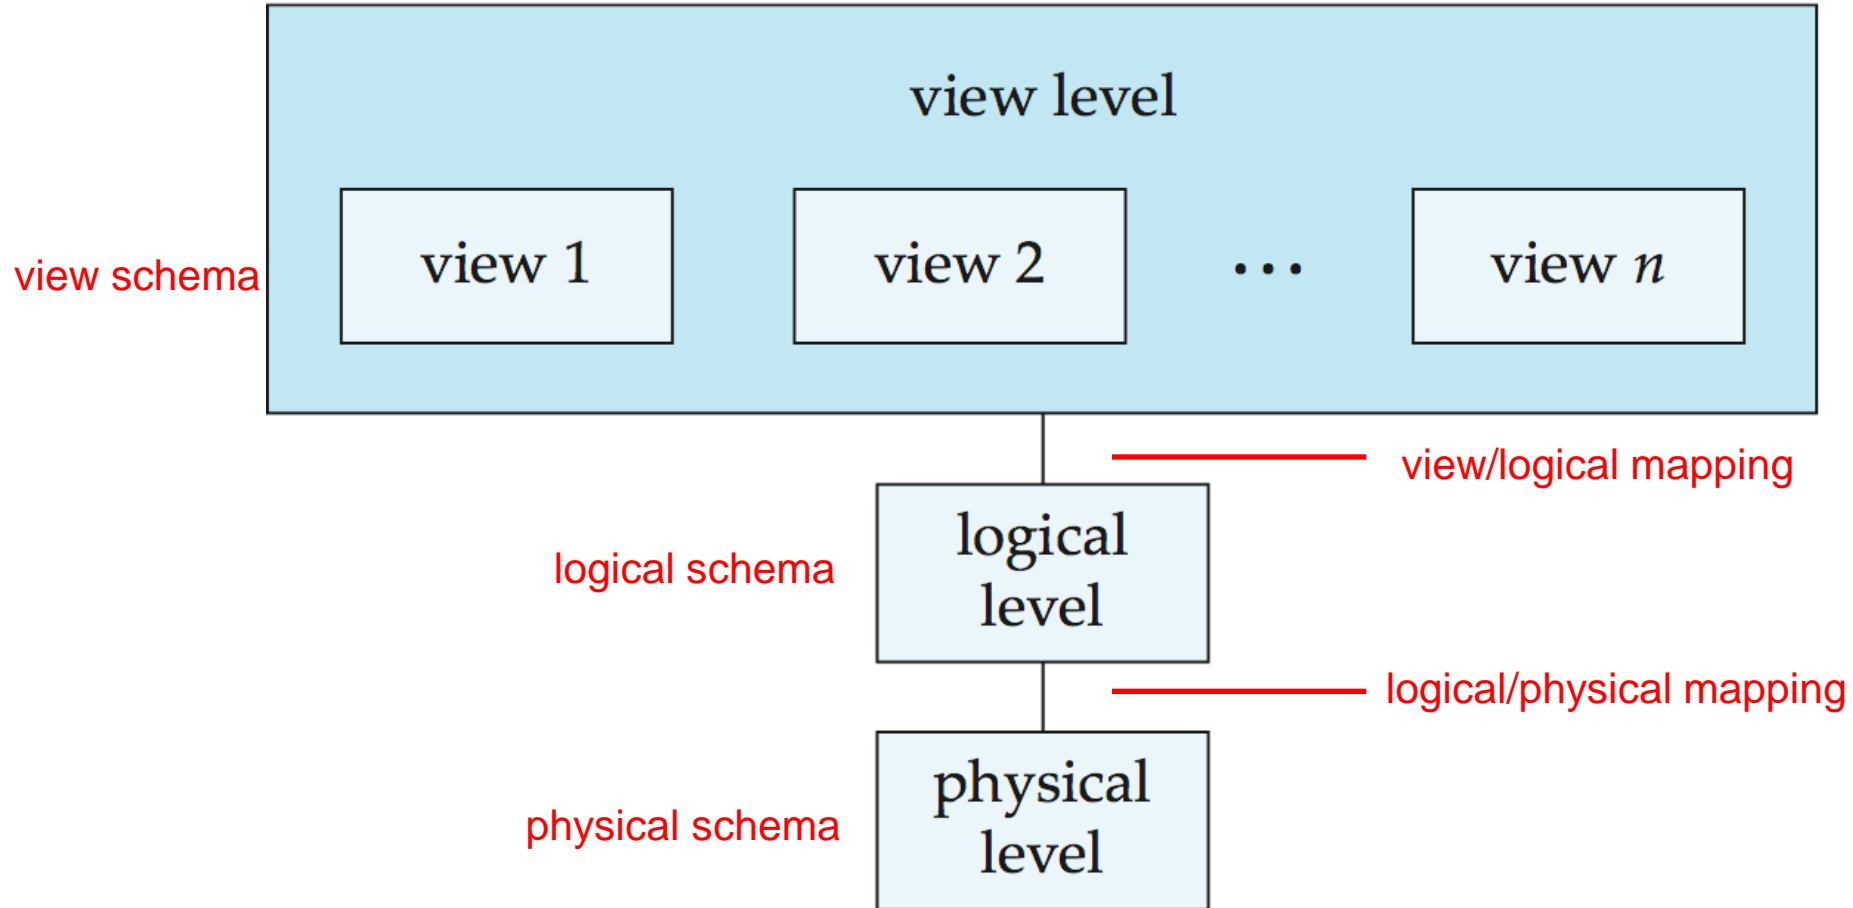 view level
view schema
view 1
view 2
...
view n
view/logical mapping
logical
level
logical schema
logical/physical mapping
physical
level
physical schema